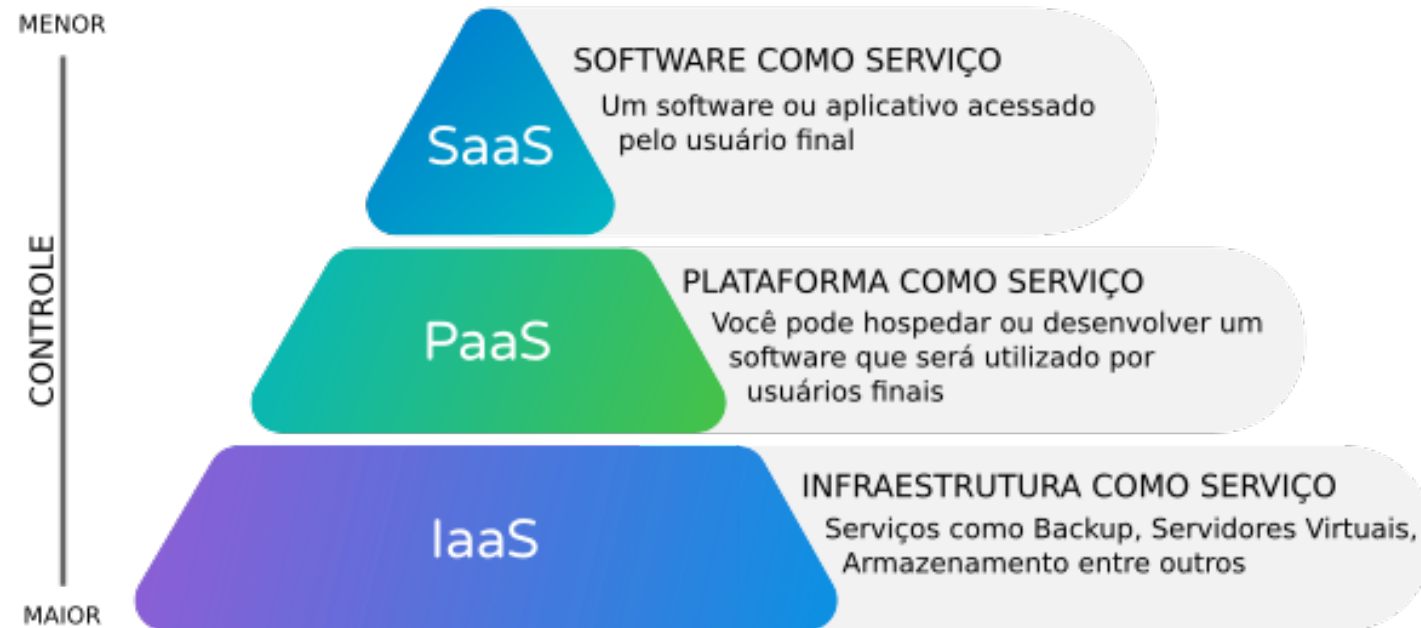 MENOR
SOFTWARE COMO SERVIÇO
Um software ou aplicativo acessado
pelo usuário final
SaaS
CONTROLE
PLATAFORMA COMO SERVIÇO
Você pode hospedar ou desenvolver um
software que será utilizado por
usuários finais
PaaS
INFRAESTRUTURA COMO SERVIÇO
Serviços como Backup, Servidores Virtuais,
Armazenamento entre outros
IaaS
MAIOR